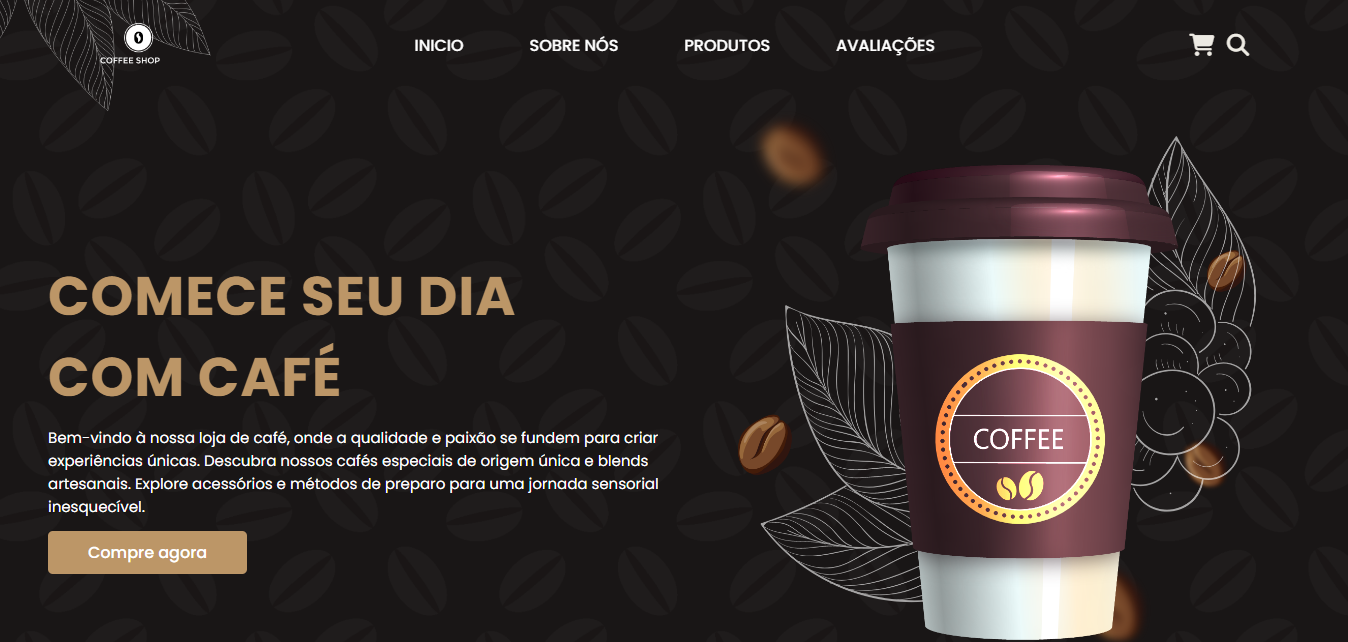 COFFEE SHOP
INICIO
SOBRE NÓS
PRODUTOS
AVALIAÇÕES
COMECE SEU DIA
COM CAFÉ
Bem-vindo à nossa loja de café, onde a qualidade e paixão se fundem para criar
experiências únicas. Descubra nossos cafés especiais de origem única e blends
artesanais. Explore acessórios e métodos de preparo para uma jornada sensorial
inesquecível.
Compre agora
COFFEE